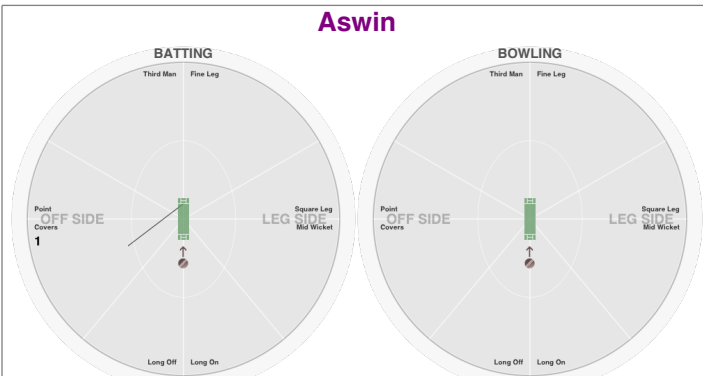 Aswin
BATTING
Third Man Fine Leg
Point
OFF SIDE
Covers
1
Square Leg
LEG SIDE
Mid Wicket
Long Off Long On
BOWLING
Third Man Fine Leg
Point
OFF SIDE
Covers
Square Leg
LEG SIDE
Mid Wicket
Long Off Long On